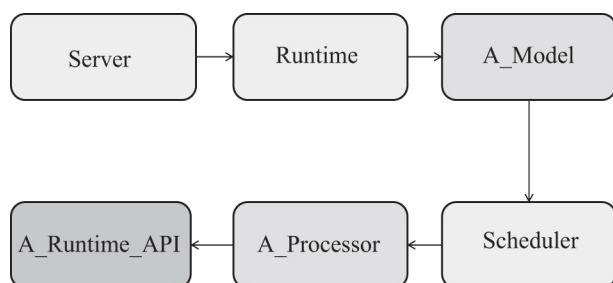 Server
Runtime
A_Model
A_Runtime_API
A_Processor
Scheduler